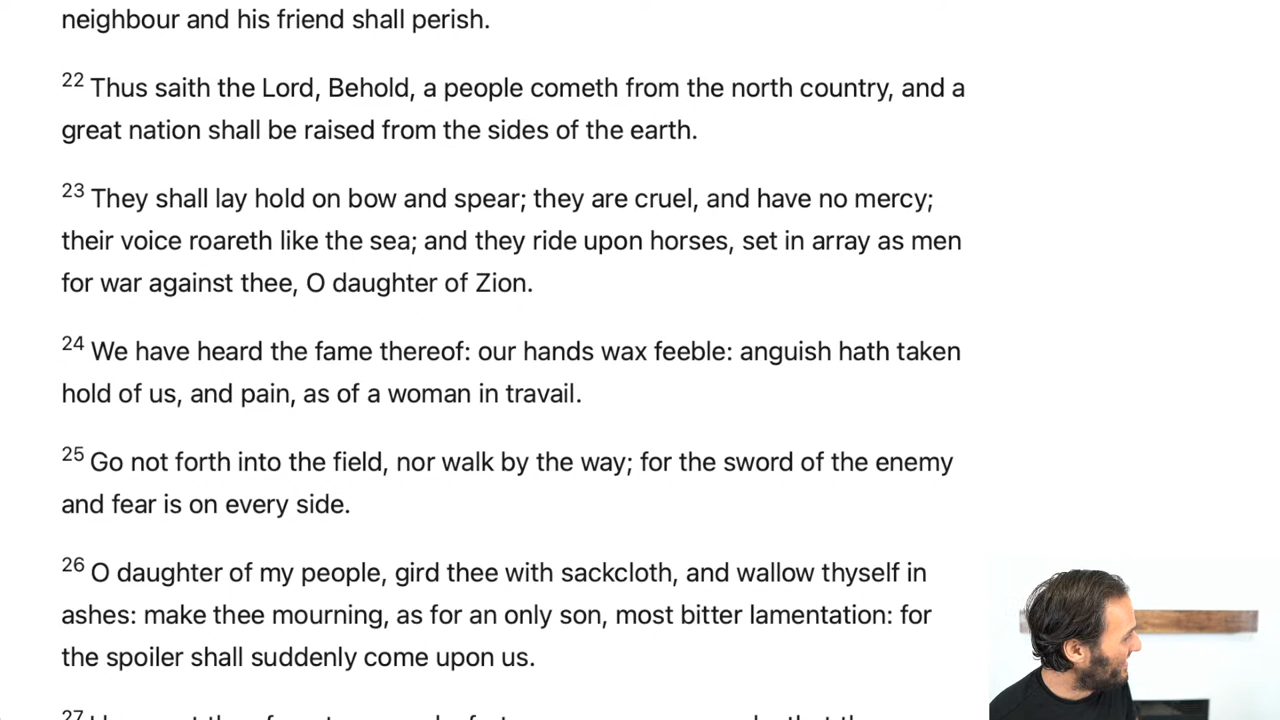 neighbour and his friend shall perish.
22 Thus saith the Lord, Behold, a people cometh from the north country, and a
great nation shall be raised from the sides of the earth.
23 They shall lay hold on bow and spear; they are cruel, and have no mercy;
their voice roareth like the sea; and they ride upon horses, set in array as men
for war against thee, O daughter of Zion.
24 We have heard the fame thereof: our hands wax feeble: anguish hath taken
hold of us, and pain, as of a woman in travail.
25 Go not forth into the field, nor walk by the way; for the sword of the enemy
and fear is on every side.
26 O daughter of my people, gird thee with sackcloth, and wallow thyself in
ashes: make thee mourning, as for an only son, most bitter lamentation: for
the spoiler shall suddenly come upon us.
27